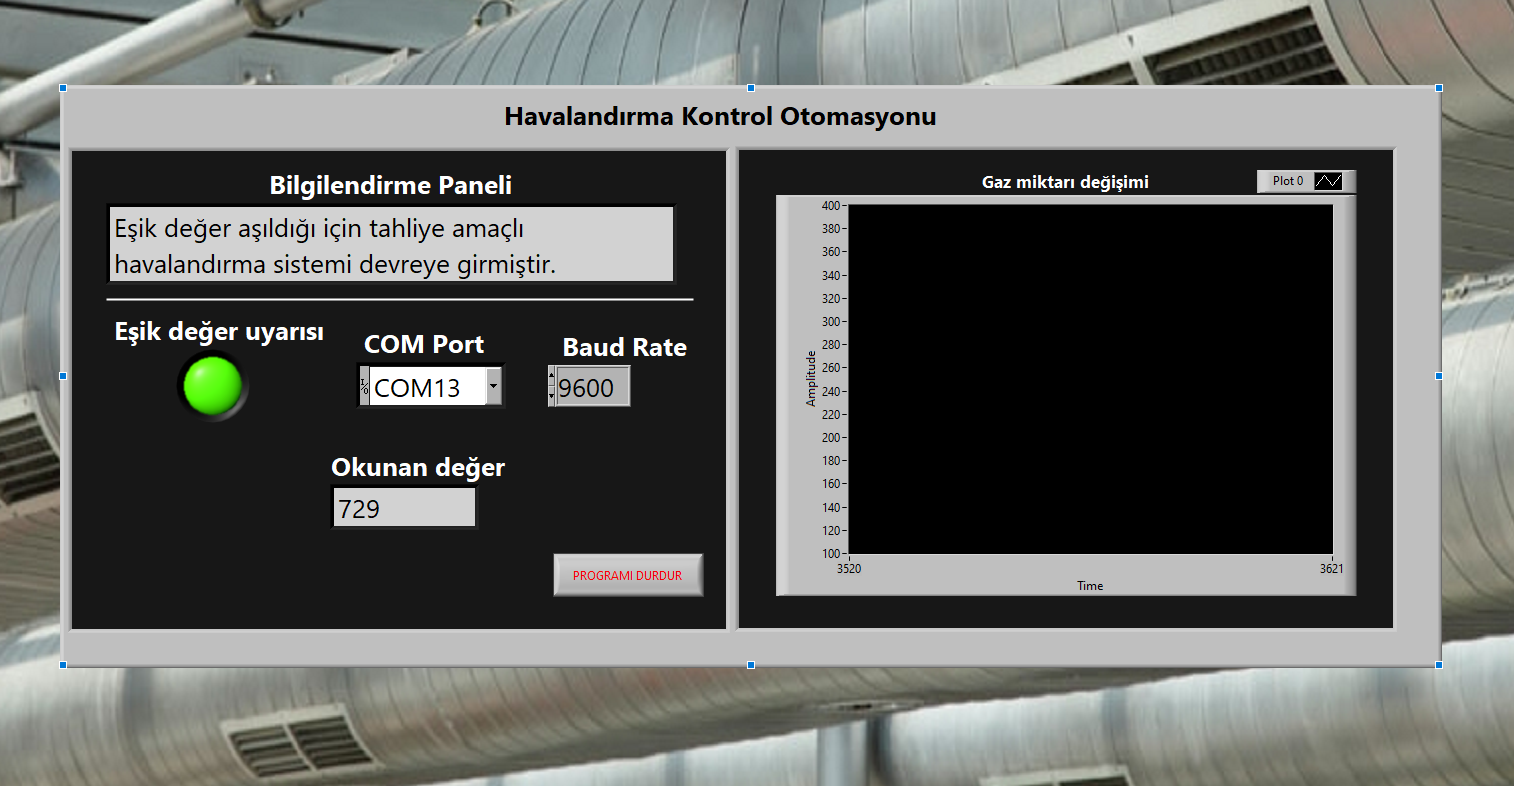 Havalandırma Kontrol Otomasyonu
Bilgilendirme Paneli
Eşik değer aşıldığı için tahliye amaçlı
havalandırma sistemi devreye girmiştir.
Eşik değer uyarısı
COM Port
Baud Rate
COM13
9600
Okunan değer
729
PROGRAMI DURDUR
Gaz miktarı değişimi
Plot 0
400
380
360
340
320
300
280
260
240
220
200
180
160
140
120
100
Amplitude
3520
3621
Time